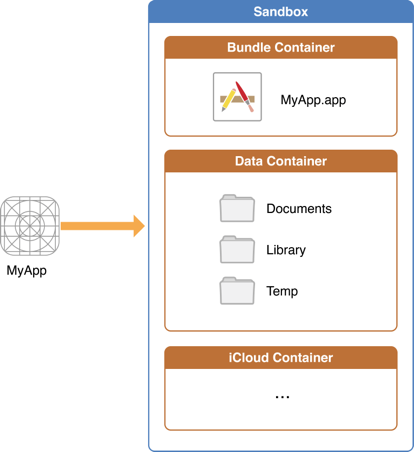 Sandbox
Bundle Container
MyApp.app
Data Container
Documents
Library
Temp
MyApp
iCloud Container
...